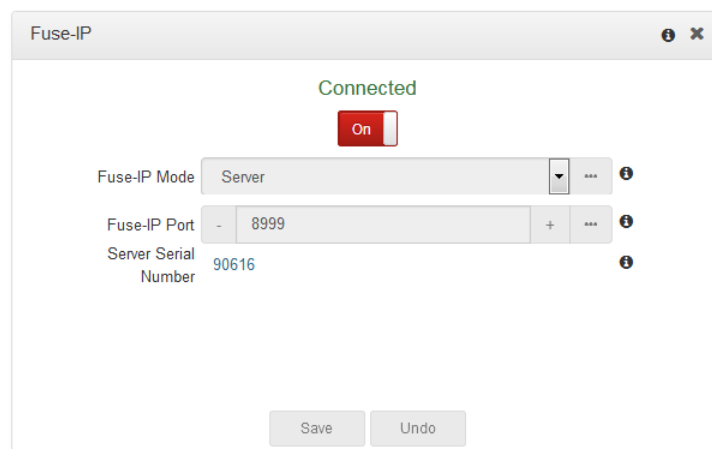 Fuse-IP
Connected
On
Fuse-IP Mode Server
Fuse-IP Port - 8999 +
Server Serial
Number 90616
Save Undo